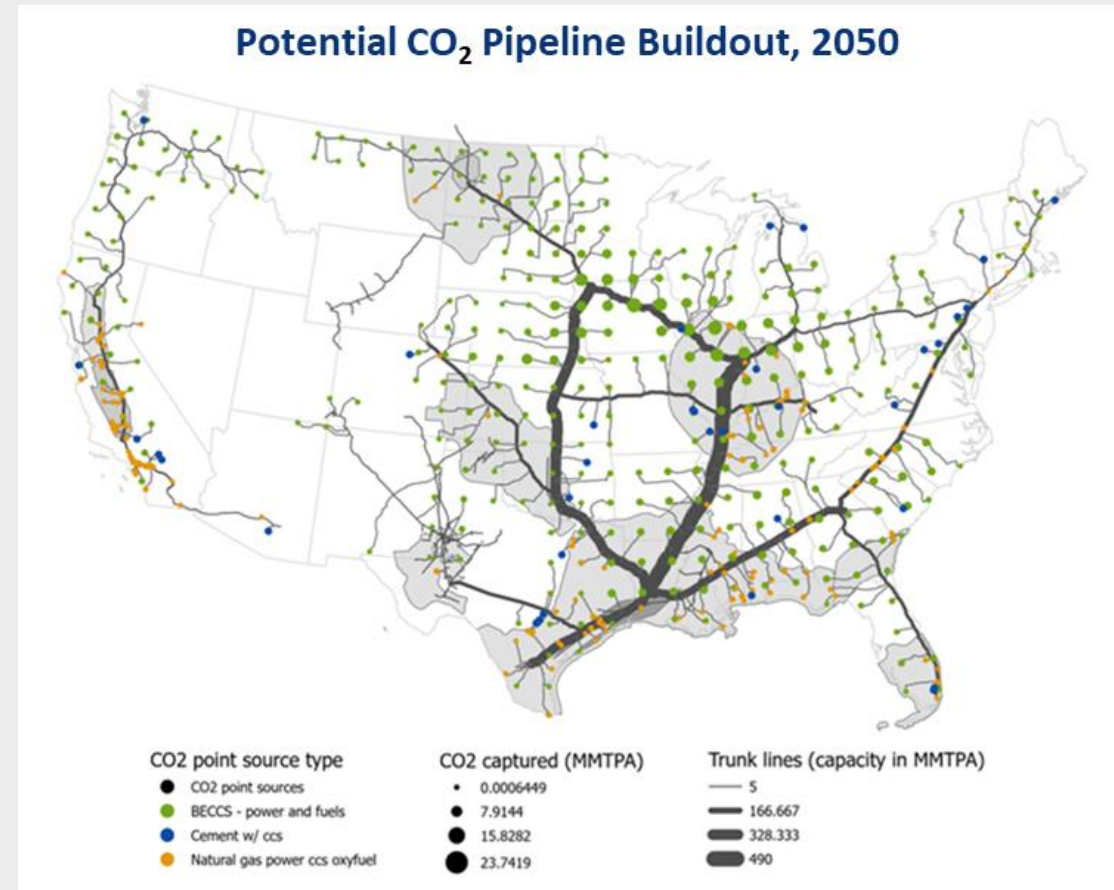 Potential CO₂ Pipeline Buildout, 2050
CO2 point source type
CO2 point sources
BECCS - power and fuels
Cement w/ ccs
Natural gas power ccs oxyfuel
CO2 captured (MMTPA)
0.0006449
7.9144
15.8282
23.7419
Trunk lines (capacity in MMTPA)
5
166.667
328.333
490